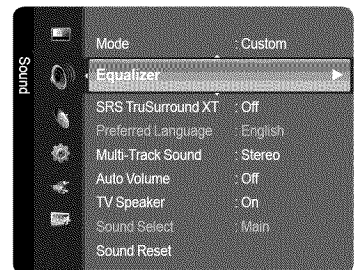 Sound
Mode : Custom
Equalizer
SRS TruSurround XT : Off
Preferred Language : English
Multi-Track Sound : Stereo
Auto Volume : Off
TV Speaker : On
Sound Select : Main
Sound Reset